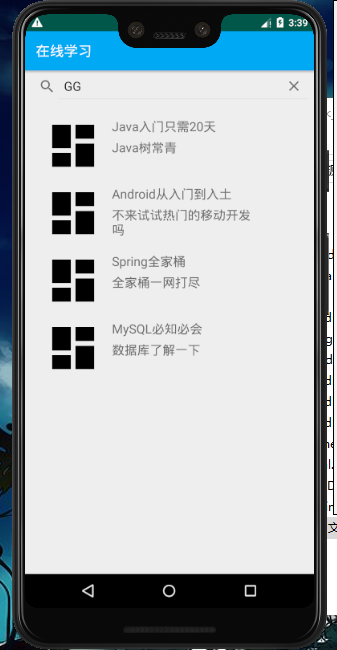 3:39
在线学习
GG
Java入门只需20天
Java树常青
Android从入门到入土
不来试试热门的移动开发
吗
Spring全家桶
全家桶一网打尽
MySQL必知必会
数据库了解一下